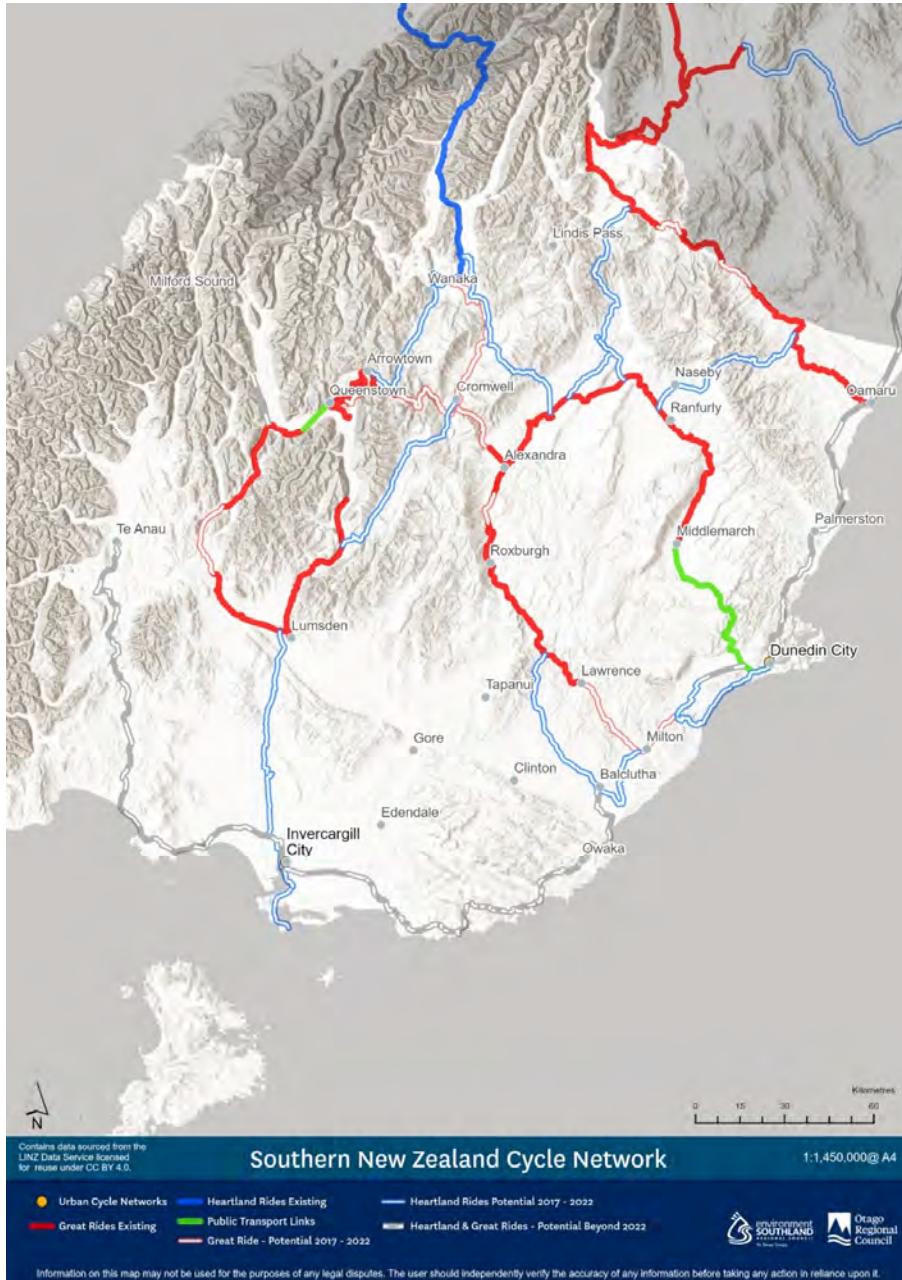 Lindis Pass
Wanaka
Milford Sound
Arrowtown
Queenstown
Cromwell
Naseby
Ranfurly
Oamaru
Alexandra
Te Anau
Palmerston
Middlemarch
Roxburgh
Lumsden
Dunedin City
Lawrence
Tapanui
Milton
Gore
Clinton
Balclutha
Edendale
Invercargill
City
Owaka
N
Kilometres
0 15 30 60
Contains data sourced from the
LINZ Data Service licensed
for reuse under CC BY 4.0.
Southern New Zealand Cycle Network
1:1,450,000@ A4
Urban Cycle Networks
Heartland Rides Existing
Heartland Rides Potential 2017 - 2022
Great Rides Existing
Public Transport Links
Heartland & Great Rides - Potential Beyond 2022
Great Ride - Potential 2017 - 2022
environment
SOUTHLAND
REGIONAL COUNCIL
Otago
Regional
Council
Information on this map may not be used for the purposes of any legal disputes. The user should independently verify the accuracy of any information before taking any action in reliance upon it.